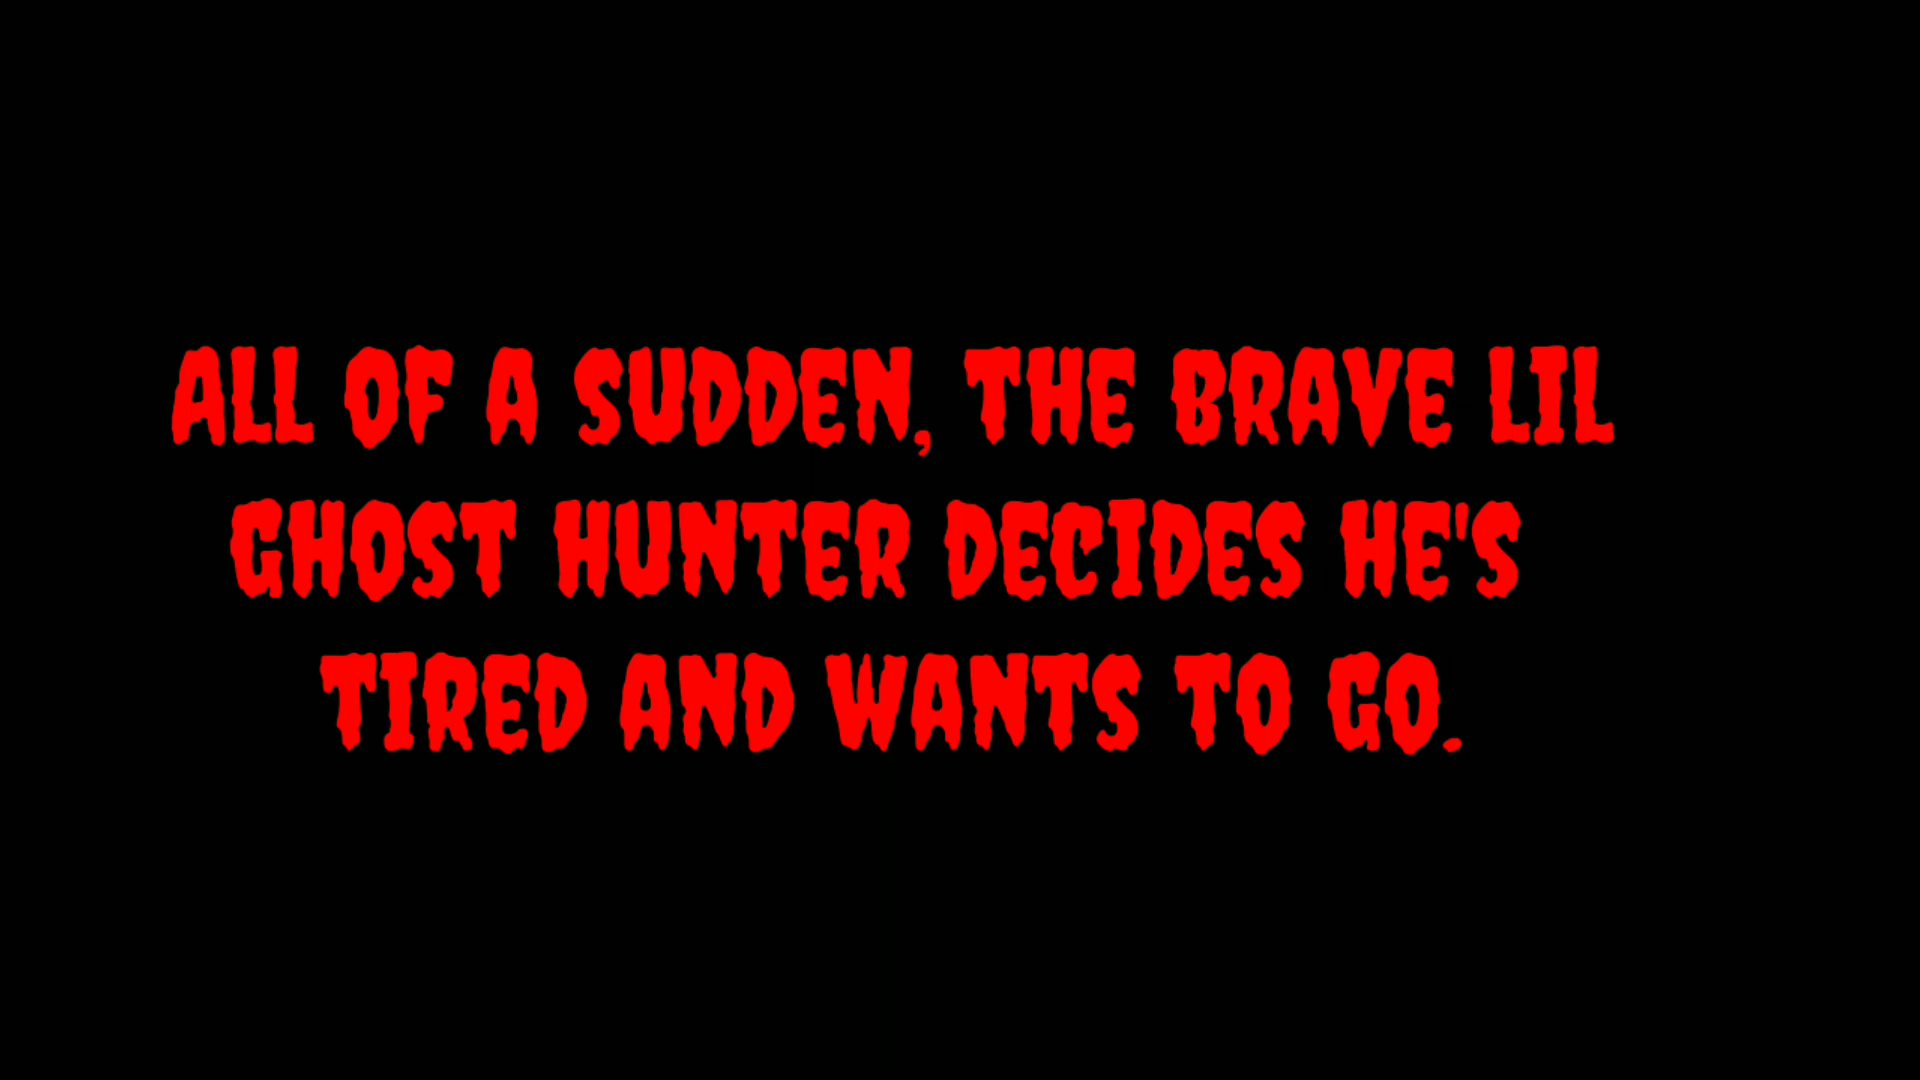 ALL OF A SUDDEN, THE BRAVE LIL
GHOST HUNTER DECIDES HE'S
TIRED AND WANTS TO GO.